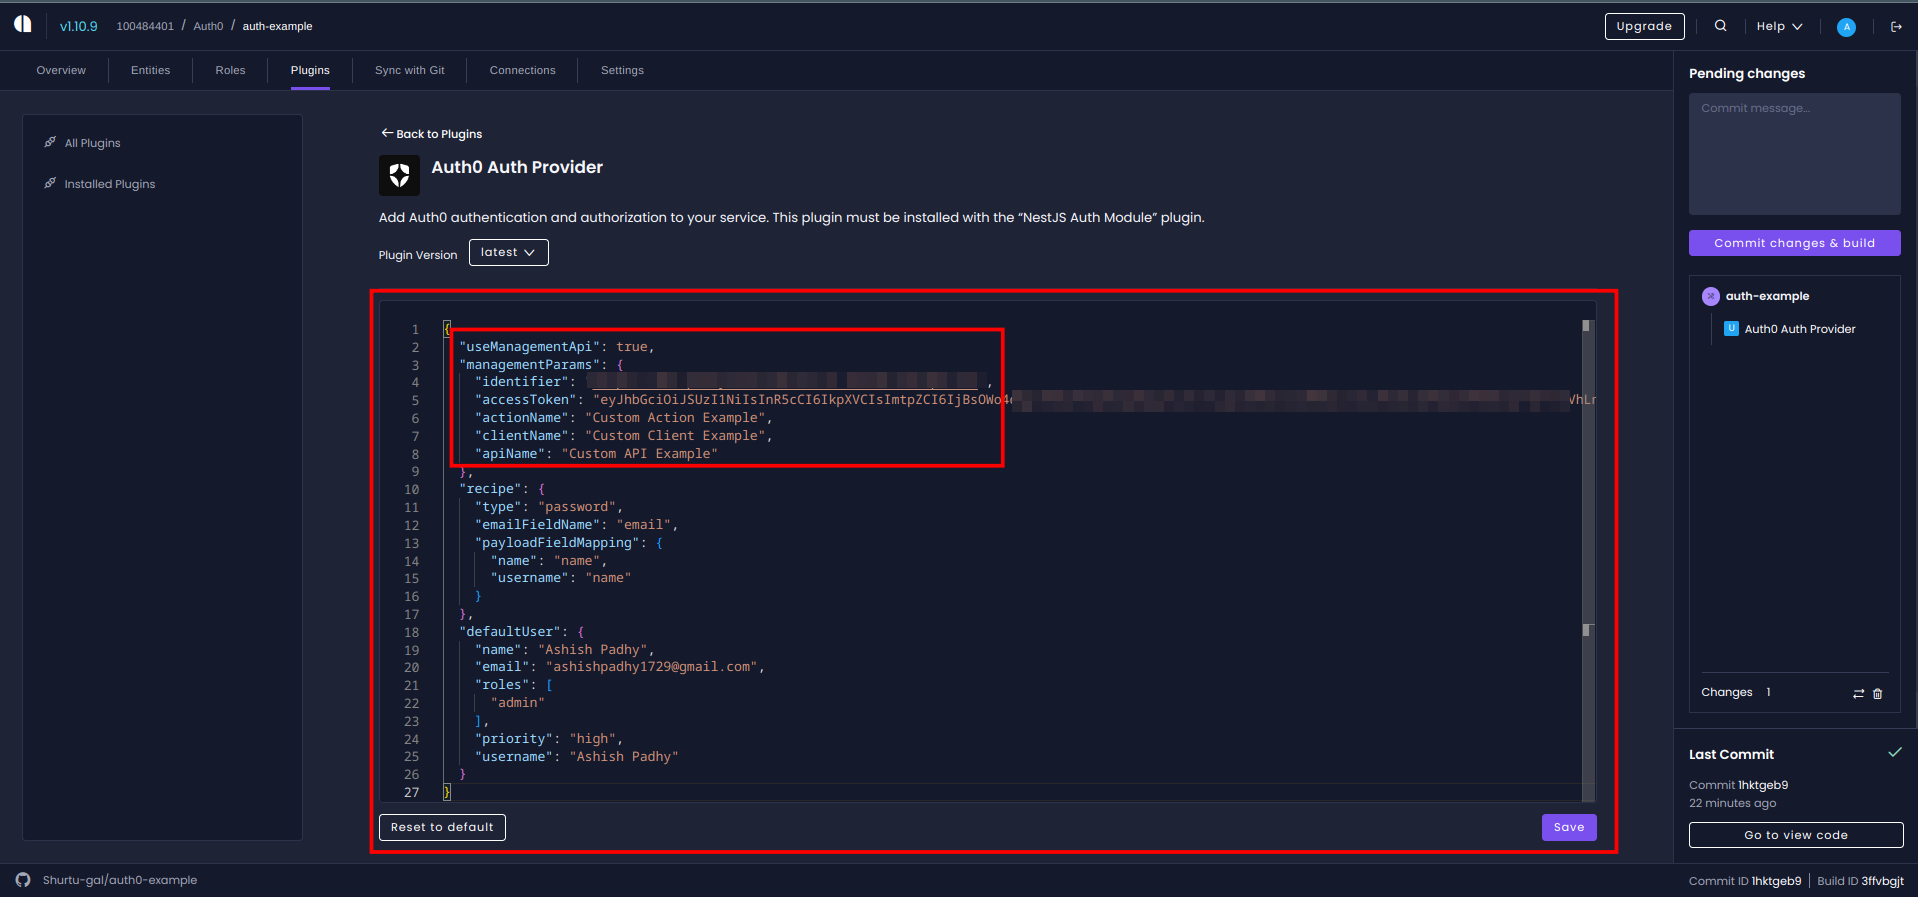 v1.10.9 100484401 / Auth0 / auth-example Upgrade Help A
Overview Entities Roles Plugins Sync with Git Connections Settings
All Plugins
Installed Plugins
Back to Plugins
Auth0 Auth Provider
Add Auth0 authentication and authorization to your service. This plugin must be installed with the “NestJS Auth Module” plugin.
Plugin Version latest
1 {
2 "useManagementApi": true,
3 "managementParams": {
4 "identifier": ,
5 "accessToken": "eyJhbGciOiJSUzI1NiIsInR5cCI6IkpXVCIsImtpZCI6IjBsOWo4 VhLr
6 "actionName": "Custom Action Example",
7 "clientName": "Custom Client Example",
8 "apiName": "Custom API Example"
9 },
10 "recipe": {
11 "type": "password",
12 "emailFieldName": "email",
13 "payloadFieldMapping": {
14 "name": "name",
15 "username": "name"
16 }
17 },
18 "defaultUser": {
19 "name": "Ashish Padhy",
20 "email": "ashishpadhy1729@gmail.com",
21 "roles": [
22 "admin"
23 ],
24 "priority": "high",
25 "username": "Ashish Padhy"
26 }
27 }
Reset to default Save
Pending changes
Commit message...
Commit changes & build
auth-example
U Auth0 Auth Provider
Changes 1
Last Commit
Commit 1hktgeb9
22 minutes ago
Go to view code
Shurtu-gal/auth0-example
Commit ID 1hktgeb9 Build ID 3ffvbgjt